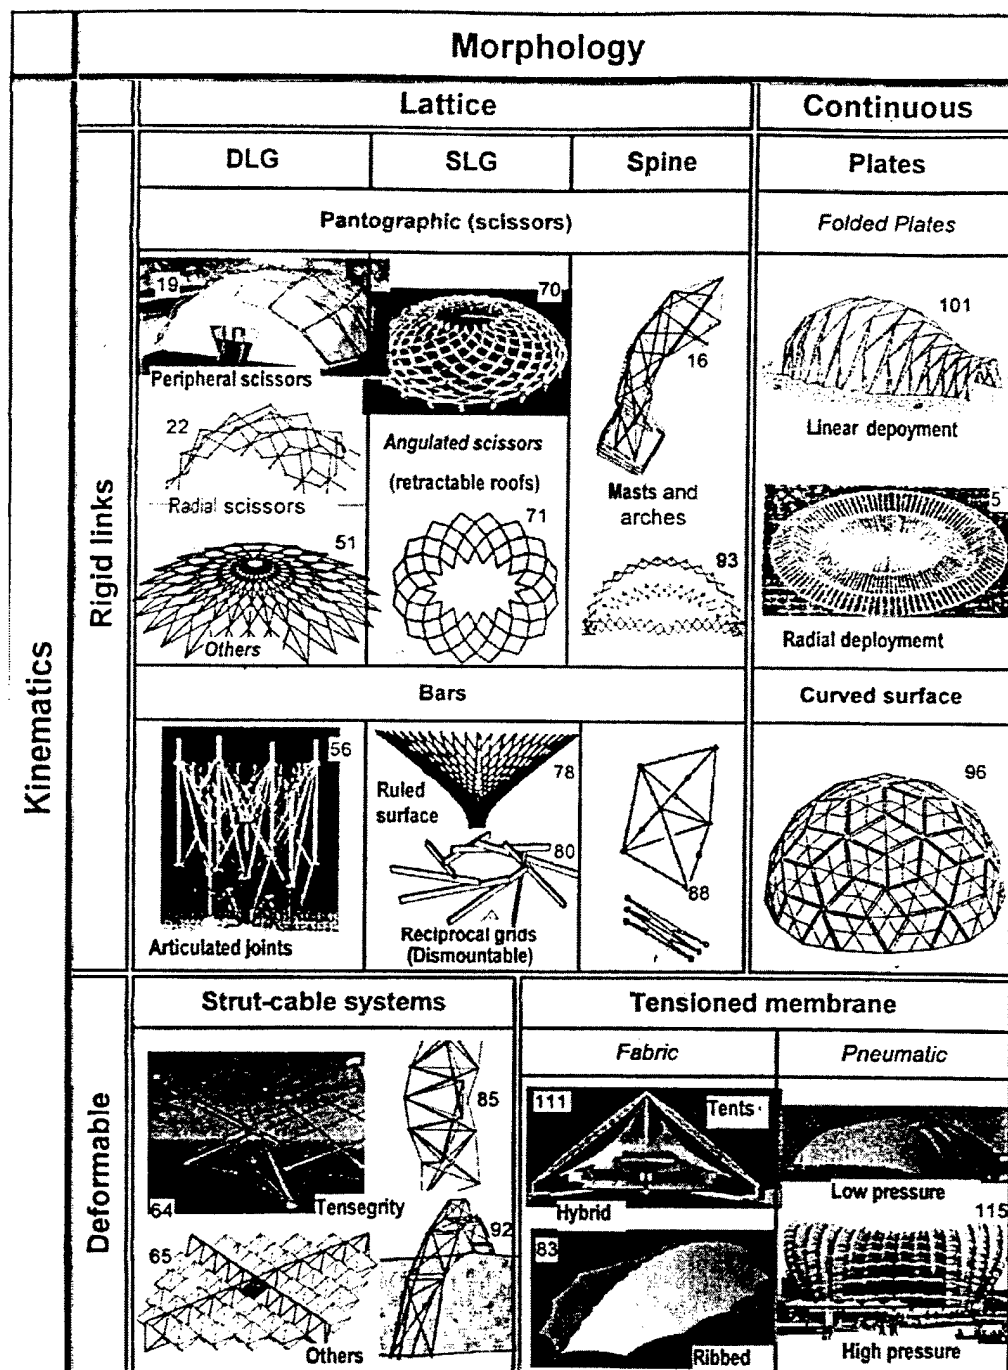 Morphology
Lattice
Continuous
DLG
SLG
Spine
Plates
Pantographic (scissors)
Folded Plates
19
70
16
101
Peripheral scissors
Linear depoyment
22
Angulated scissors
(retractable roofs)
Masts and
arches
Radial scissors
5
51
71
93
Others
Radial deploymemt
Rigid links
Kinematics
Bars
Curved surface
56
Ruled
surface
78
96
80
88
Articulated joints
Reciprocal grids
(Dismountable)
Deformable
Strut-cable systems
Tensioned membrane
Fabric
Pneumatic
85
111
Tents
Low pressure
64
Tensegrity
Hybrid
115
65
92
83
Others
Ribbed
High pressure